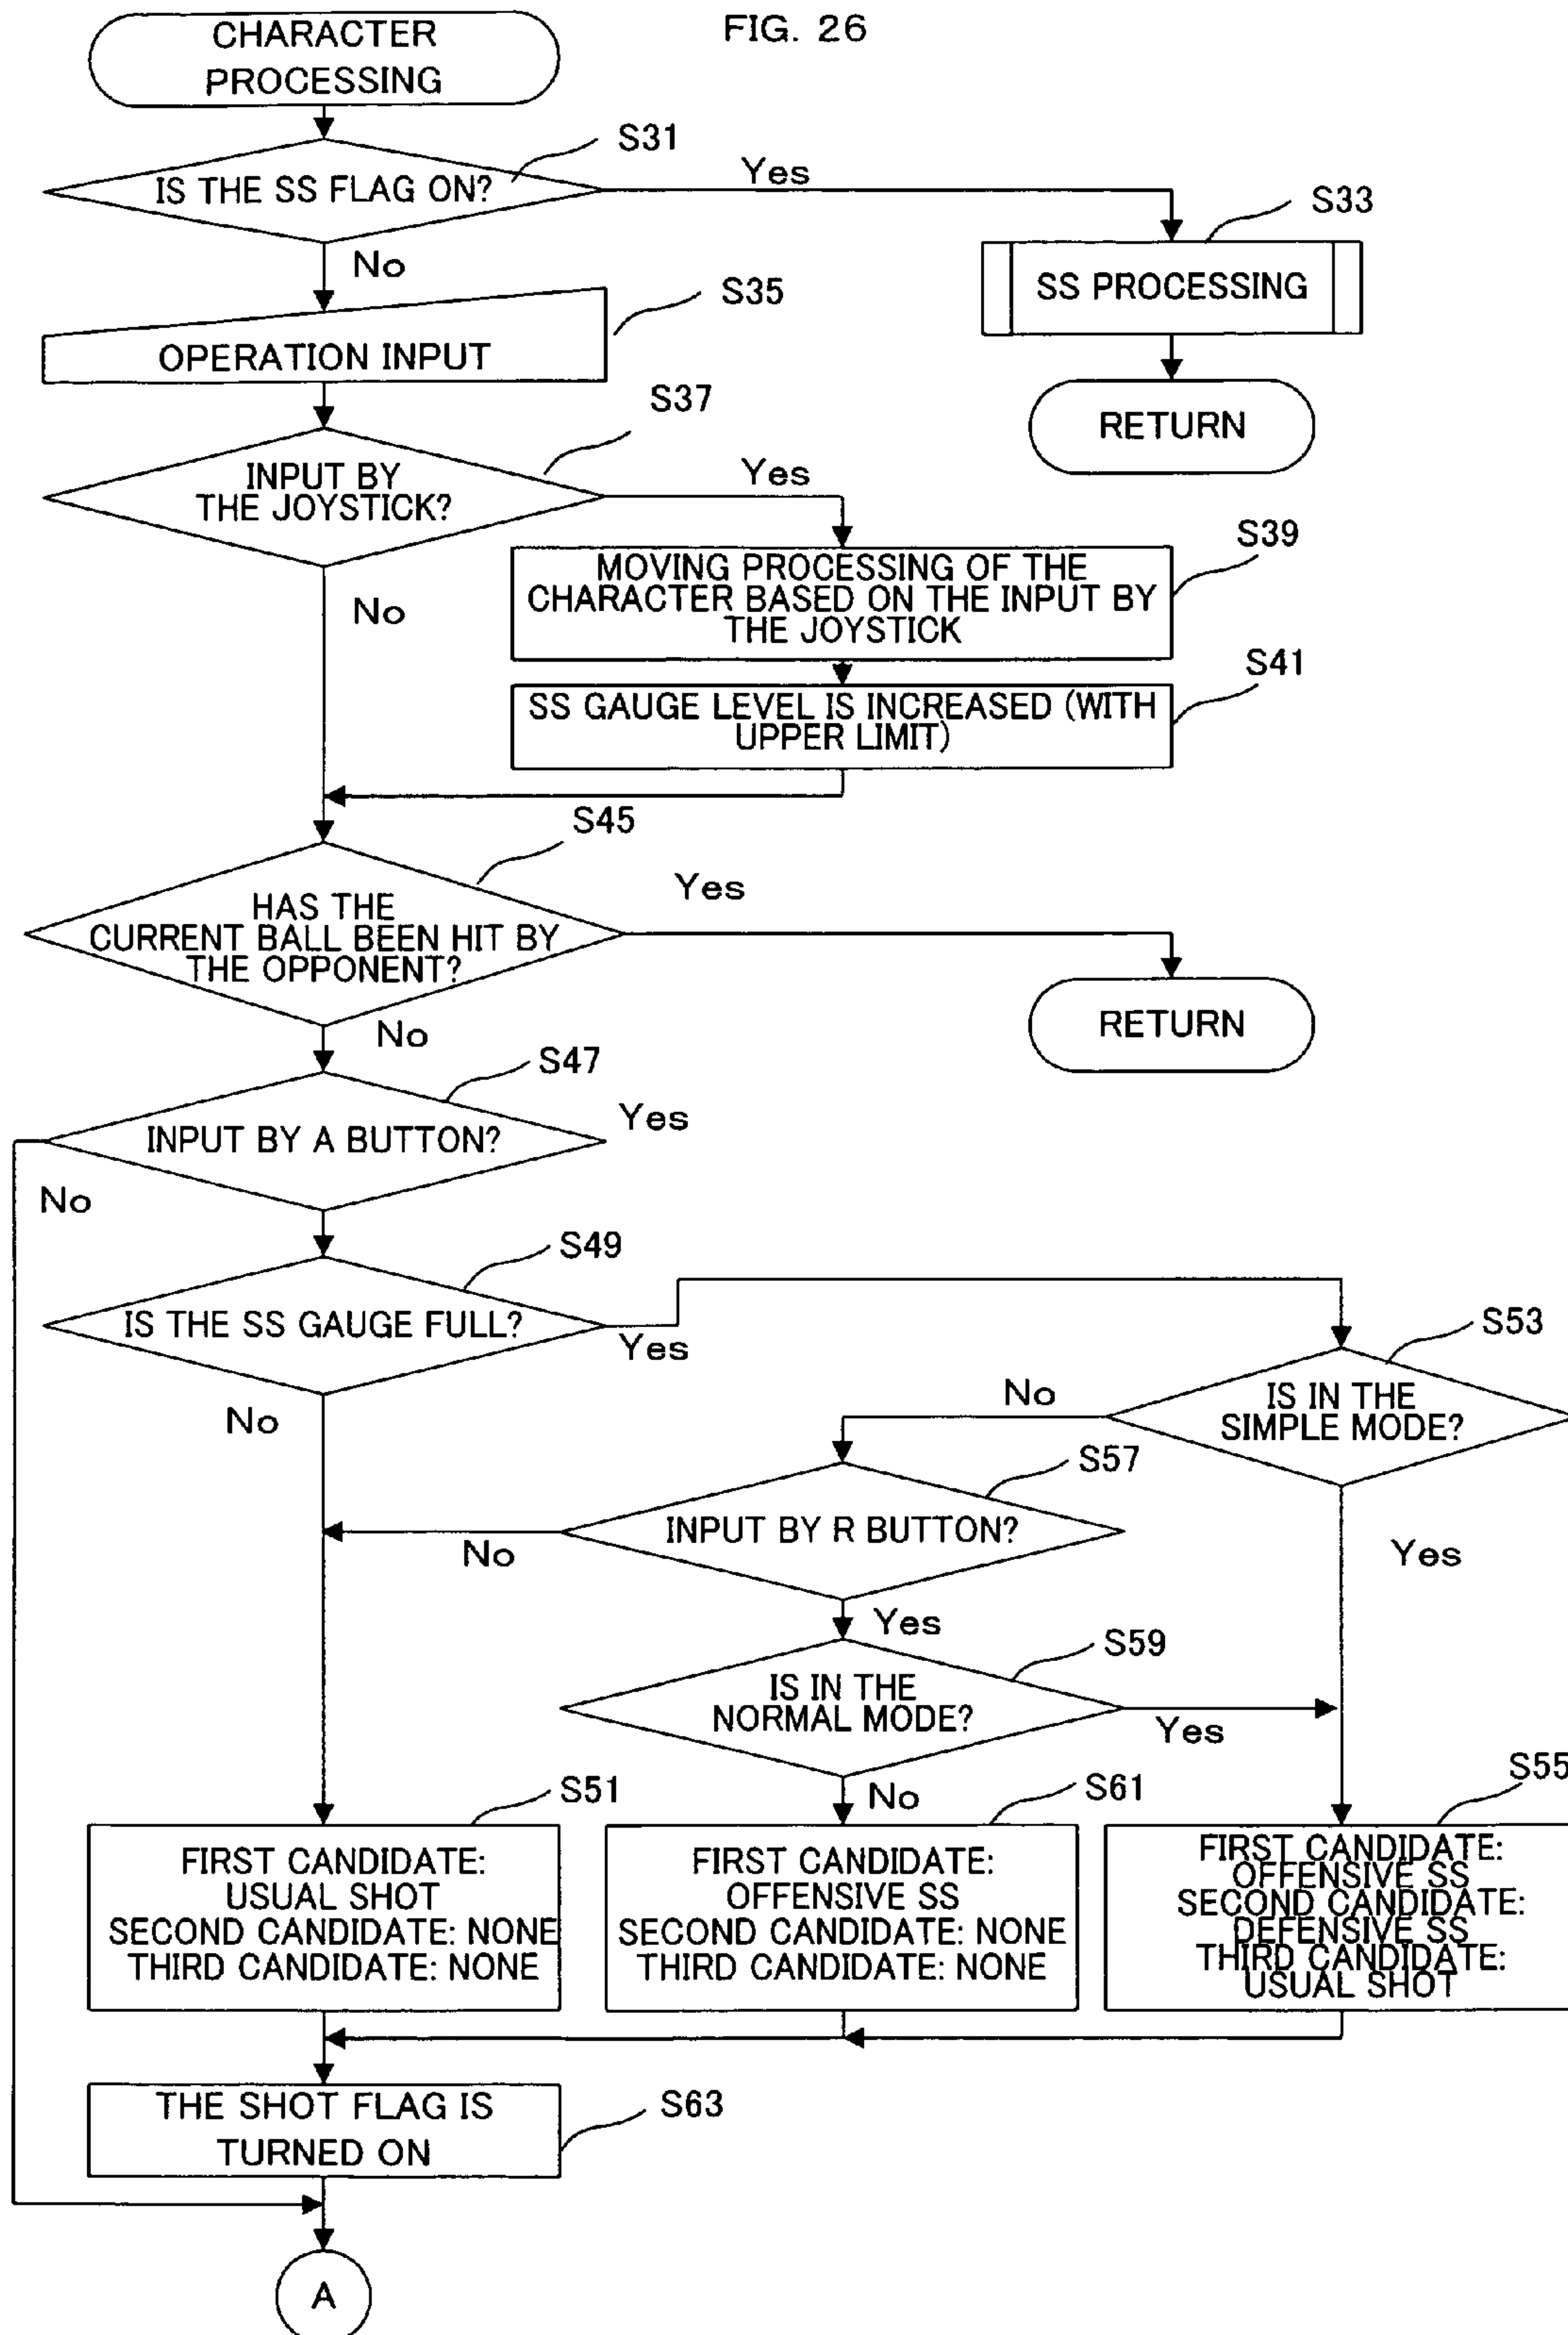 FIG. 26
CHARACTER
PROCESSING
S31
IS THE SS FLAG ON?
Yes
S33
No
SS PROCESSING
S35
OPERATION INPUT
RETURN
S37
INPUT BY
THE JOYSTICK?
Yes
S39
MOVING PROCESSING OF THE
CHARACTER BASED ON THE INPUT BY
THE JOYSTICK
No
S41
SS GAUGE LEVEL IS INCREASED (WITH
UPPER LIMIT)
S45
HAS THE
CURRENT BALL BEEN HIT BY
THE OPPONENT?
Yes
RETURN
No
S47
INPUT BY A BUTTON?
Yes
No
S49
IS THE SS GAUGE FULL?
Yes
S53
IS IN THE
SIMPLE MODE?
No
No
S57
INPUT BY R BUTTON?
No
Yes
Yes
S59
IS IN THE
NORMAL MODE?
Yes
No
S51
FIRST CANDIDATE:
USUAL SHOT
SECOND CANDIDATE: NONE
THIRD CANDIDATE: NONE
S61
FIRST CANDIDATE:
OFFENSIVE SS
SECOND CANDIDATE: NONE
THIRD CANDIDATE: NONE
S55
FIRST CANDIDATE:
OFFENSIVE SS
SECOND CANDIDATE:
DEFENSIVE SS
THIRD CANDIDATE:
USUAL SHOT
THE SHOT FLAG IS
TURNED ON
S63
A